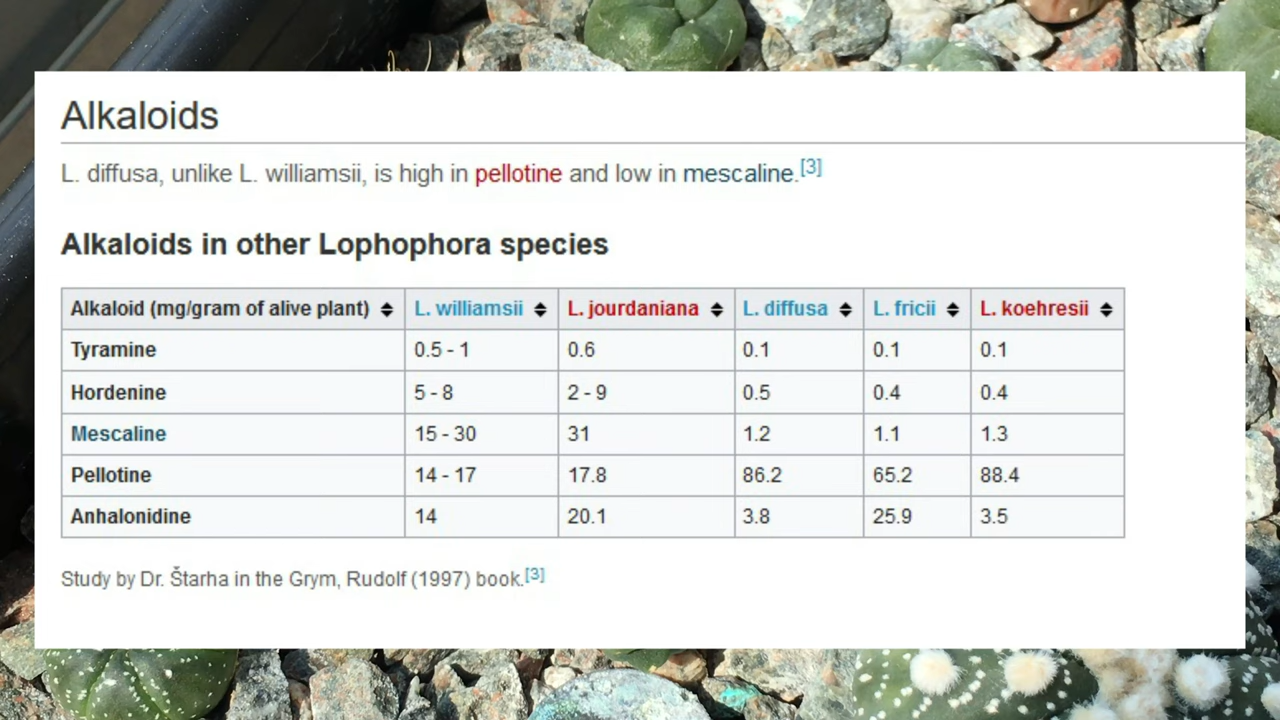 Alkaloids
L. diffusa, unlike L. williamsii, is high in pellotine and low in mescaline.[3]
Alkaloids in other Lophophora species
Alkaloid (mg/gram of alive plant) L. williamsii L. jourdaniana L. diffusa L. fricii L. koehresii
Tyramine 0.5 - 1 0.6 0.1 0.1 0.1
Hordenine 5 - 8 2 - 9 0.5 0.4 0.4
Mescaline 15 - 30 31 1.2 1.1 1.3
Pellotine 14 - 17 17.8 86.2 65.2 88.4
Anhalonidine 14 20.1 3.8 25.9 3.5
Study by Dr. Štarha in the Grym, Rudolf (1997) book.[3]